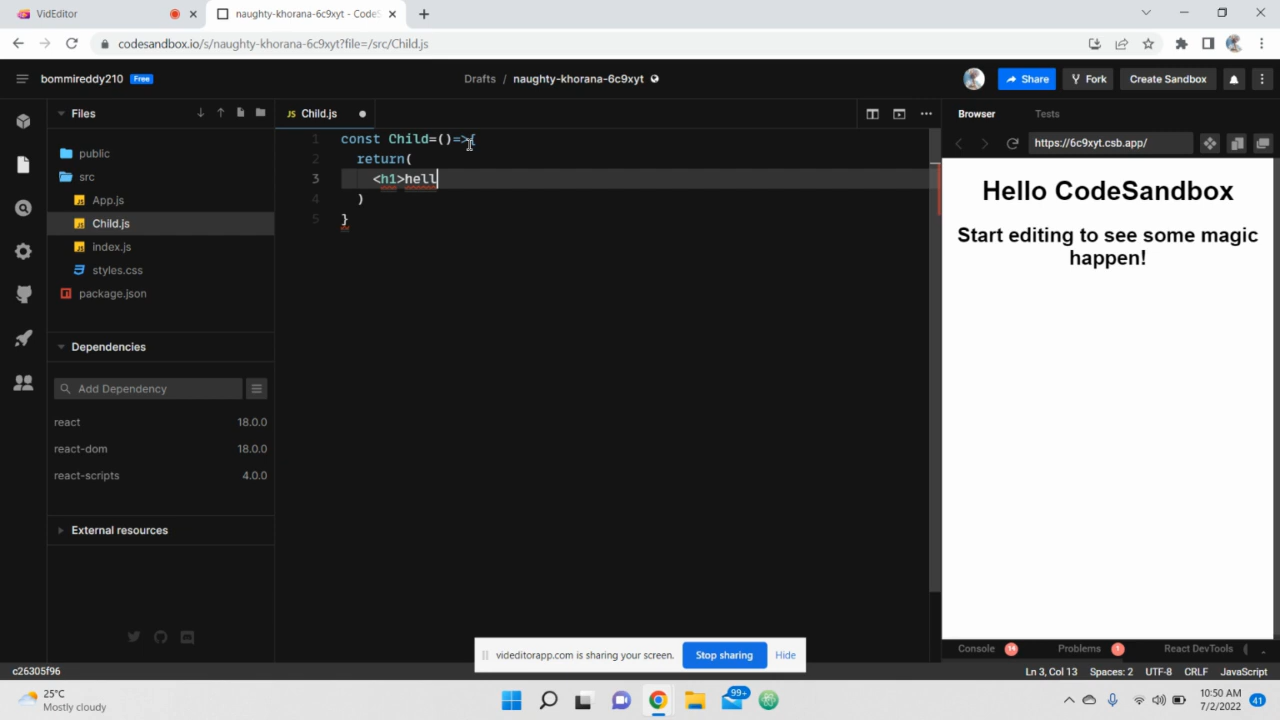 VidEditor
naughty-khorana-6c9xyt - CodeS
codesandbox.io/s/naughty-khorana-6c9xyt?file=/src/Child.js
bommireddy210 Free
Drafts / naughty-khorana-6c9xyt
Share
Fork
Create Sandbox
Files
JS Child.js
Browser
Tests
https://6c9xyt.csb.app/
public
src
App.js
Child.js
index.js
styles.css
package.json
1 const Child=()=>{
2 return(
3 <h1>hell
4 )
5 }
Hello CodeSandbox
Start editing to see some magic
happen!
Dependencies
Add Dependency
react 18.0.0
react-dom 18.0.0
react-scripts 4.0.0
External resources
videditorapp.com is sharing your screen.
Stop sharing
Hide
Console 14
Problems 1
React DevTools
c26305f96
Ln 3, Col 13
Spaces: 2
UTF-8
CRLF
JavaScript
25°C
Mostly cloudy
99+
10:50 AM
7/2/2022
41